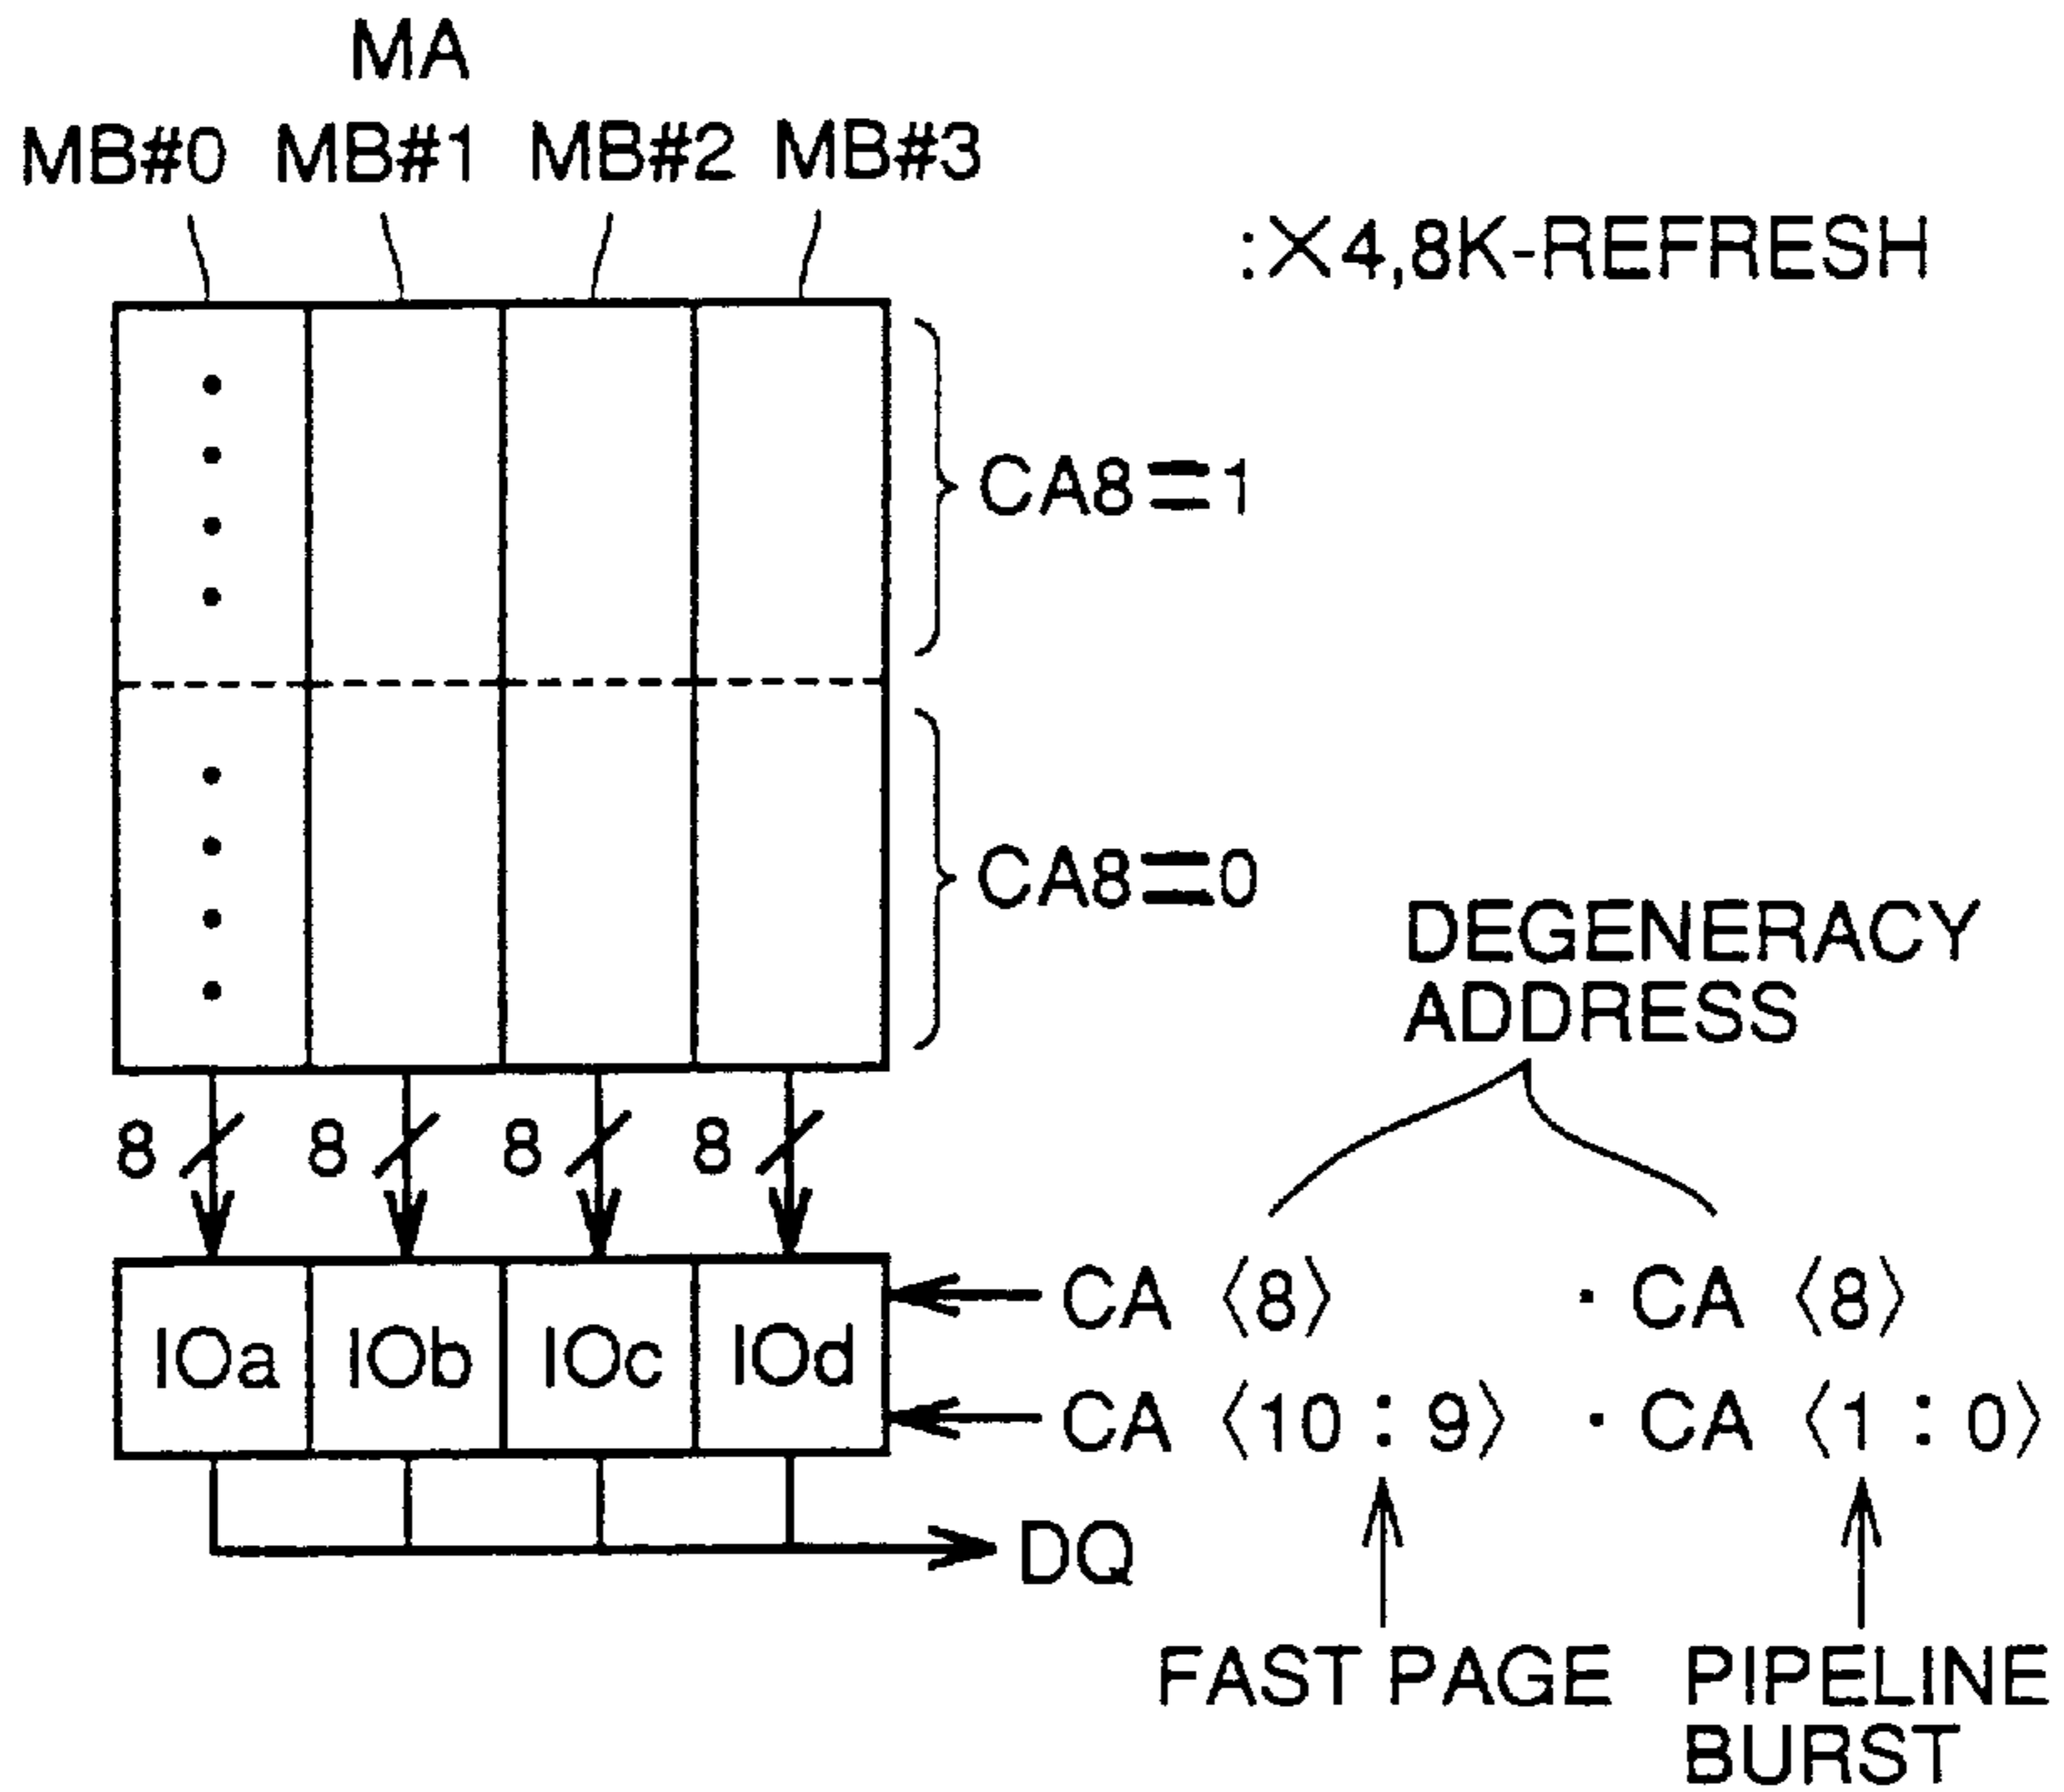 MA
MB#0 MB#1 MB#2 MB#3
:×4,8K-REFRESH
CA8=1
CA8=0
DEGENERACY
ADDRESS
8 8 8 8
CA ⟨8⟩ · CA ⟨8⟩
IOa IOb IOc IOd
CA ⟨10 : 9⟩ · CA ⟨1 : 0⟩
DQ
FAST PAGE PIPELINE
BURST